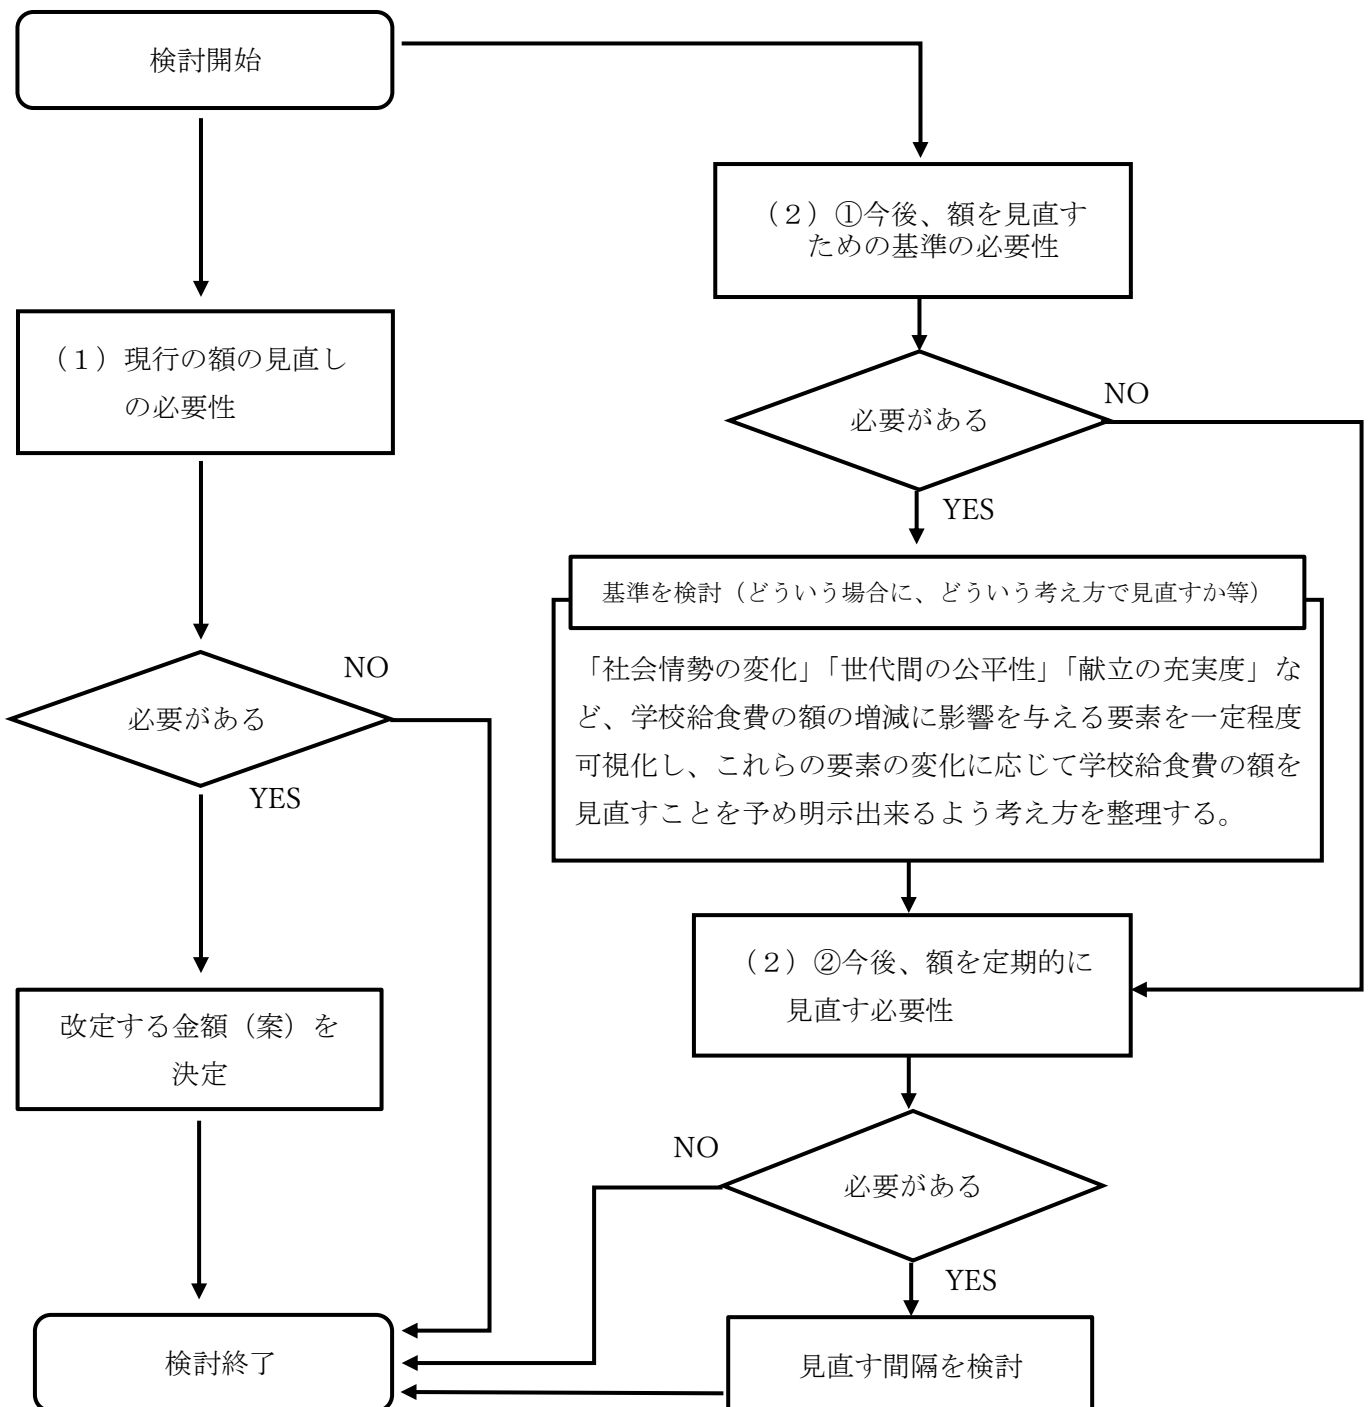 検討開始
（２）①今後、額を見直す
ための基準の必要性
（１）現行の額の見直し
の必要性
必要がある
NO
YES
基準を検討（どういう場合に、どういう考え方で見直すか等）
「社会情勢の変化」「世代間の公平性」「献立の充実度」な
ど、学校給食費の額の増減に影響を与える要素を一定程度
可視化し、これらの要素の変化に応じて学校給食費の額を
見直すことを予め明示出来るよう考え方を整理する。
必要がある
NO
YES
（２）②今後、額を定期的に
見直す必要性
改定する金額（案）を
決定
必要がある
NO
YES
検討終了
見直す間隔を検討